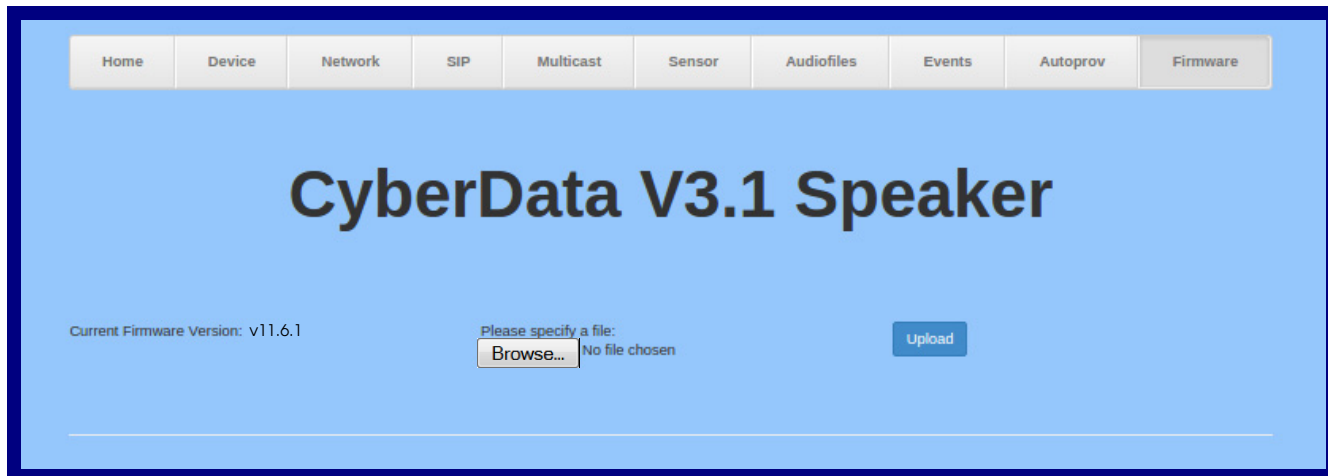 Home Device Network SIP Multicast Sensor Audiofiles Events Autoprov Firmware
CyberData V3.1 Speaker
Current Firmware Version: v11.6.1
Please specify a file:
Browse... No file chosen
Upload